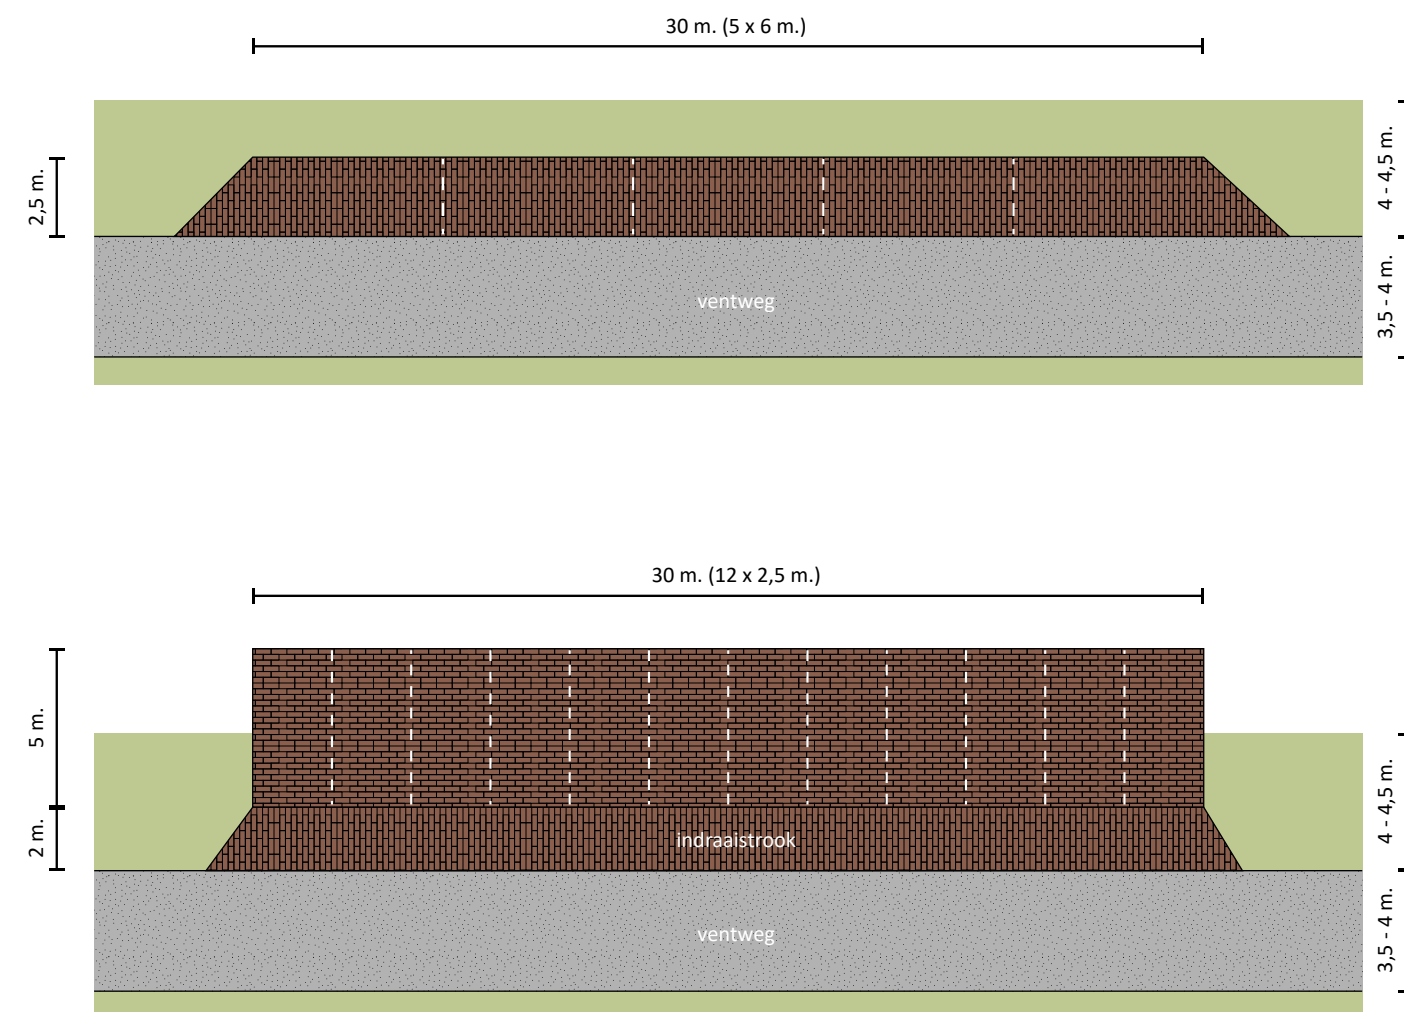 30 m. (5 x 6 m.)
2,5 m.
4 - 4,5 m.
ventweg
3,5 - 4 m.
30 m. (12 x 2,5 m.)
5 m.
4 - 4,5 m.
2 m.
indraaistrook
ventweg
3,5 - 4 m.